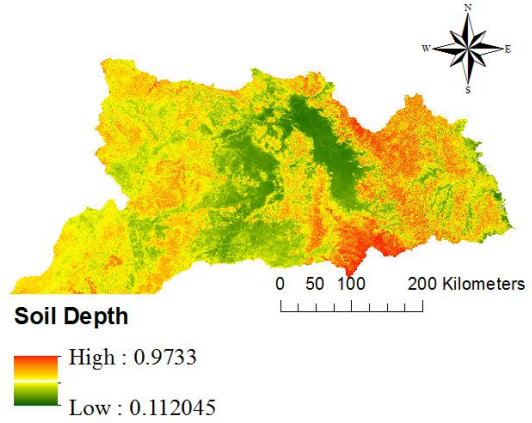 N
W E
S
0 50 100 200 Kilometers
Soil Depth
High : 0.9733
Low : 0.112045